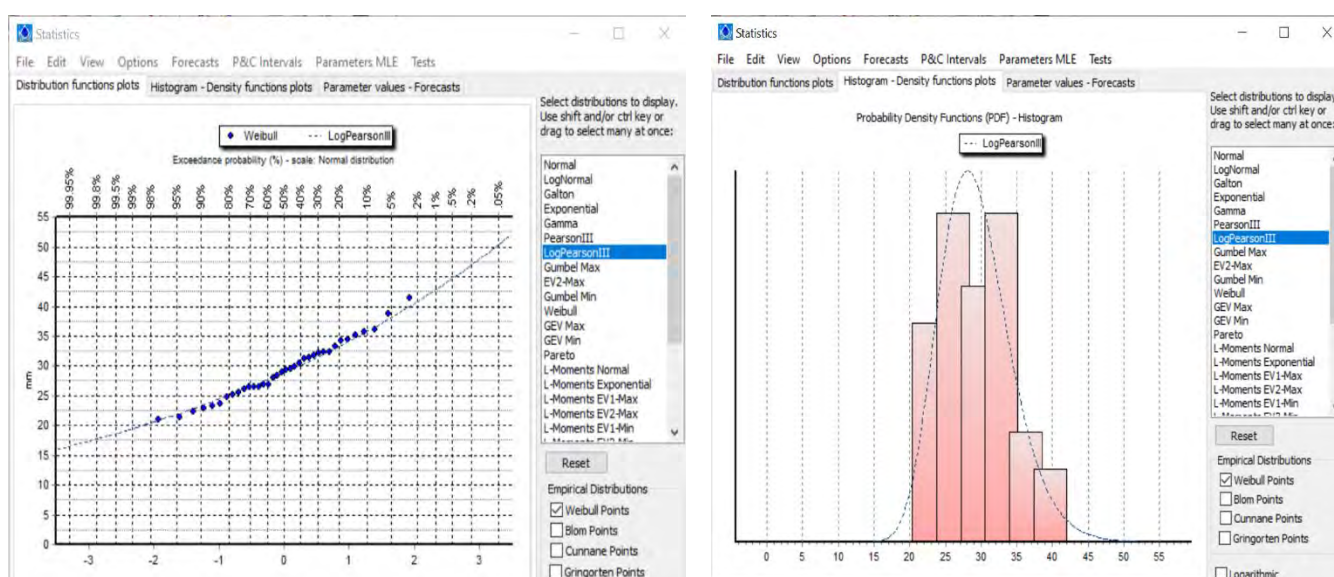 Statistics
File Edit View Options Forecasts P&C Intervals Parameters MLE Tests
Distribution functions plots Histogram - Density functions plots Parameter values - Forecasts
Weibull LogPearsonIII
Exceedance probability (%) - scale: Normal distribution
99.95% 99.8% 99.5% 99% 98% 95% 90% 80% 70% 60% 50% 40% 30% 20% 10% 5% 2% 1% .5% .2% .05%
55
50
45
40
35
30
25
20
15
10
5
0
mm
-3 -2 -1 0 1 2 3
Select distributions to display.
Use shift and/or ctrl key or
drag to select many at once:
Normal
LogNormal
Galton
Exponential
Gamma
PearsonIII
LogPearsonIII
Gumbel Max
EV2-Max
Gumbel Min
Weibull
GEV Max
GEV Min
Pareto
L-Moments Normal
L-Moments Exponential
L-Moments EV1-Max
L-Moments EV2-Max
L-Moments EV1-Min
L-Moments EV2-Min
Reset
Empirical Distributions
Weibull Points
Blom Points
Cunnane Points
Gringorten Points
Statistics
File Edit View Options Forecasts P&C Intervals Parameters MLE Tests
Distribution functions plots Histogram - Density functions plots Parameter values - Forecasts
Probability Density Functions (PDF) - Histogram
LogPearsonIII
0 5 10 15 20 25 30 35 40 45 50 55
Select distributions to display
Use shift and/or ctrl key or
drag to select many at once:
Normal
LogNormal
Galton
Exponential
Gamma
PearsonIII
LogPearsonIII
Gumbel Max
EV2-Max
Gumbel Min
Weibull
GEV Max
GEV Min
Pareto
L-Moments Normal
L-Moments Exponential
L-Moments EV1-Max
L-Moments EV2-Max
L-Moments EV1-Min
Reset
Empirical Distributions
Weibull Points
Blom Points
Cunnane Points
Gringorten Points
Logarithmic